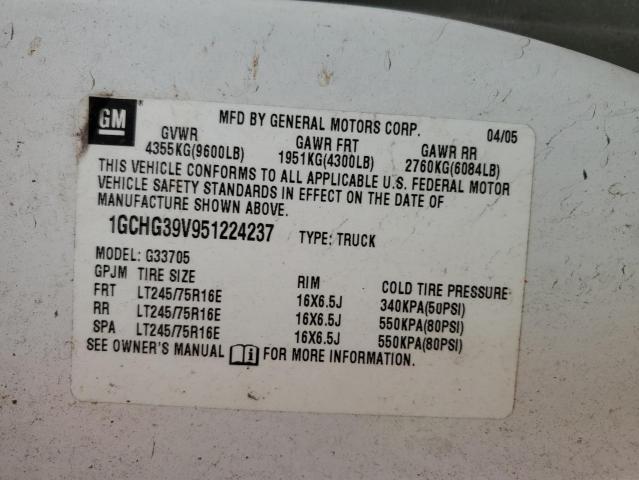 GM
MFD BY GENERAL MOTORS CORP. 04/05
GVWR GAWR FRT GAWR RR
4355KG(9600LB) 1951KG(4300LB) 2760KG(6084LB)
THIS VEHICLE CONFORMS TO ALL APPLICABLE U.S. FEDERAL MOTOR
VEHICLE SAFETY STANDARDS IN EFFECT ON THE DATE OF
MANUFACTURE SHOWN ABOVE.
1GCHG39V951224237 TYPE: TRUCK
MODEL: G33705
GPJM TIRE SIZE RIM COLD TIRE PRESSURE
FRT LT245/75R16E 16X6.5J 340KPA(50PSI)
RR LT245/75R16E 16X6.5J 550KPA(80PSI)
SPA LT245/75R16E 16X6.5J 550KPA(80PSI)
SEE OWNER'S MANUAL FOR MORE INFORMATION.